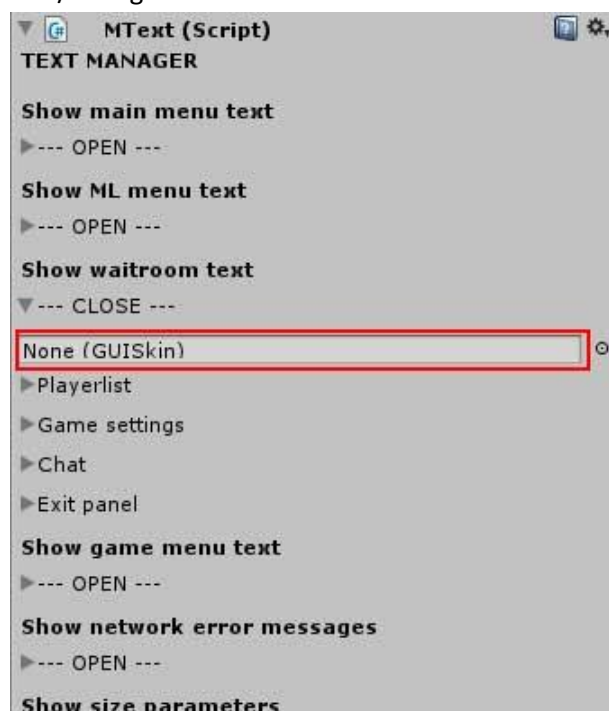 MText (Script)
TEXT MANAGER
Show main menu text
--- OPEN ---
Show ML menu text
--- OPEN ---
Show waitroom text
--- CLOSE ---
None (GUISkin)
Playerlist
Game settings
Chat
Exit panel
Show game menu text
--- OPEN ---
Show network error messages
--- OPEN ---
Show size parameters